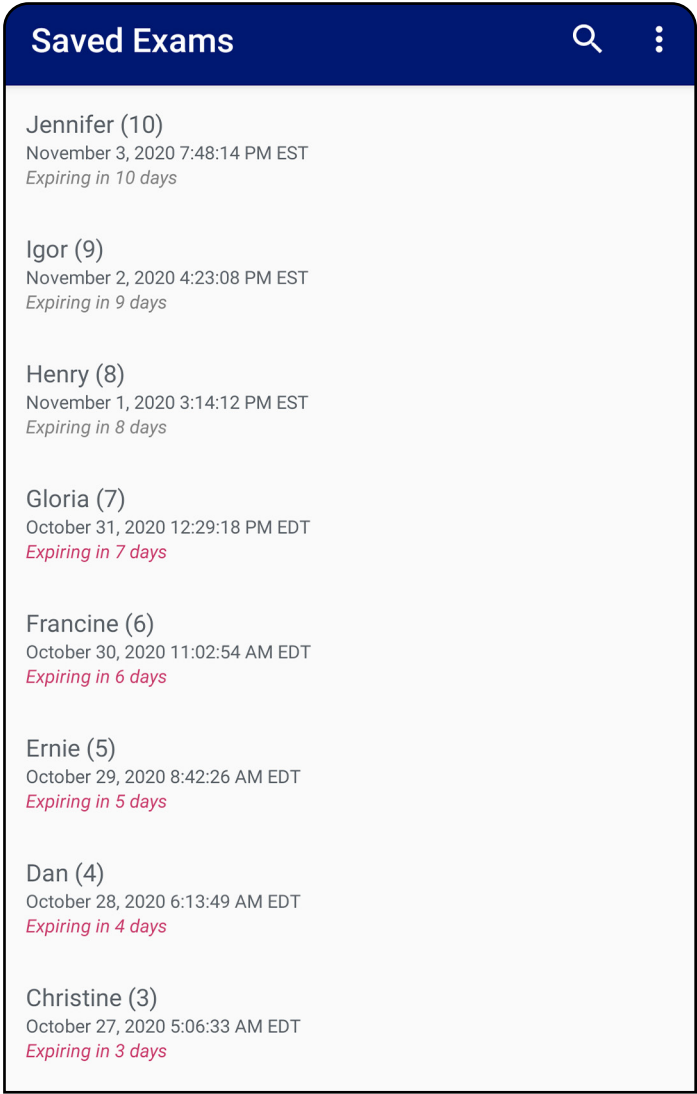 Saved Exams
Jennifer (10)
November 3, 2020 7:48:14 PM EST
Expiring in 10 days
Igor (9)
November 2, 2020 4:23:08 PM EST
Expiring in 9 days
Henry (8)
November 1, 2020 3:14:12 PM EST
Expiring in 8 days
Gloria (7)
October 31, 2020 12:29:18 PM EDT
Expiring in 7 days
Francine (6)
October 30, 2020 11:02:54 AM EDT
Expiring in 6 days
Ernie (5)
October 29, 2020 8:42:26 AM EDT
Expiring in 5 days
Dan (4)
October 28, 2020 6:13:49 AM EDT
Expiring in 4 days
Christine (3)
October 27, 2020 5:06:33 AM EDT
Expiring in 3 days